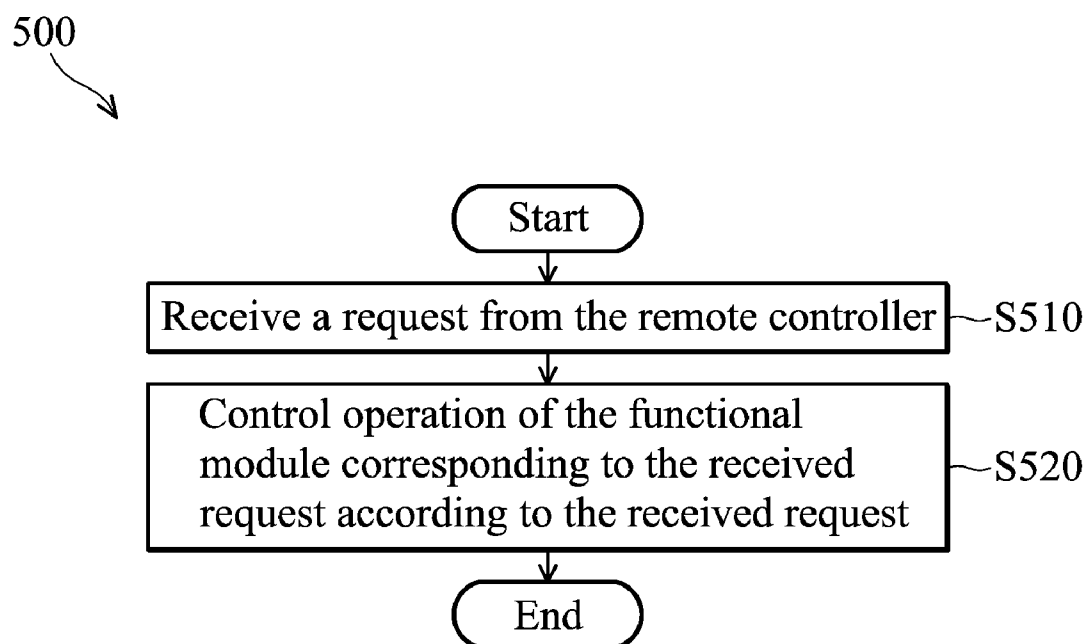 500
Start
Receive a request from the remote controller
S510
Control operation of the functional
module corresponding to the received
request according to the received request
S520
End